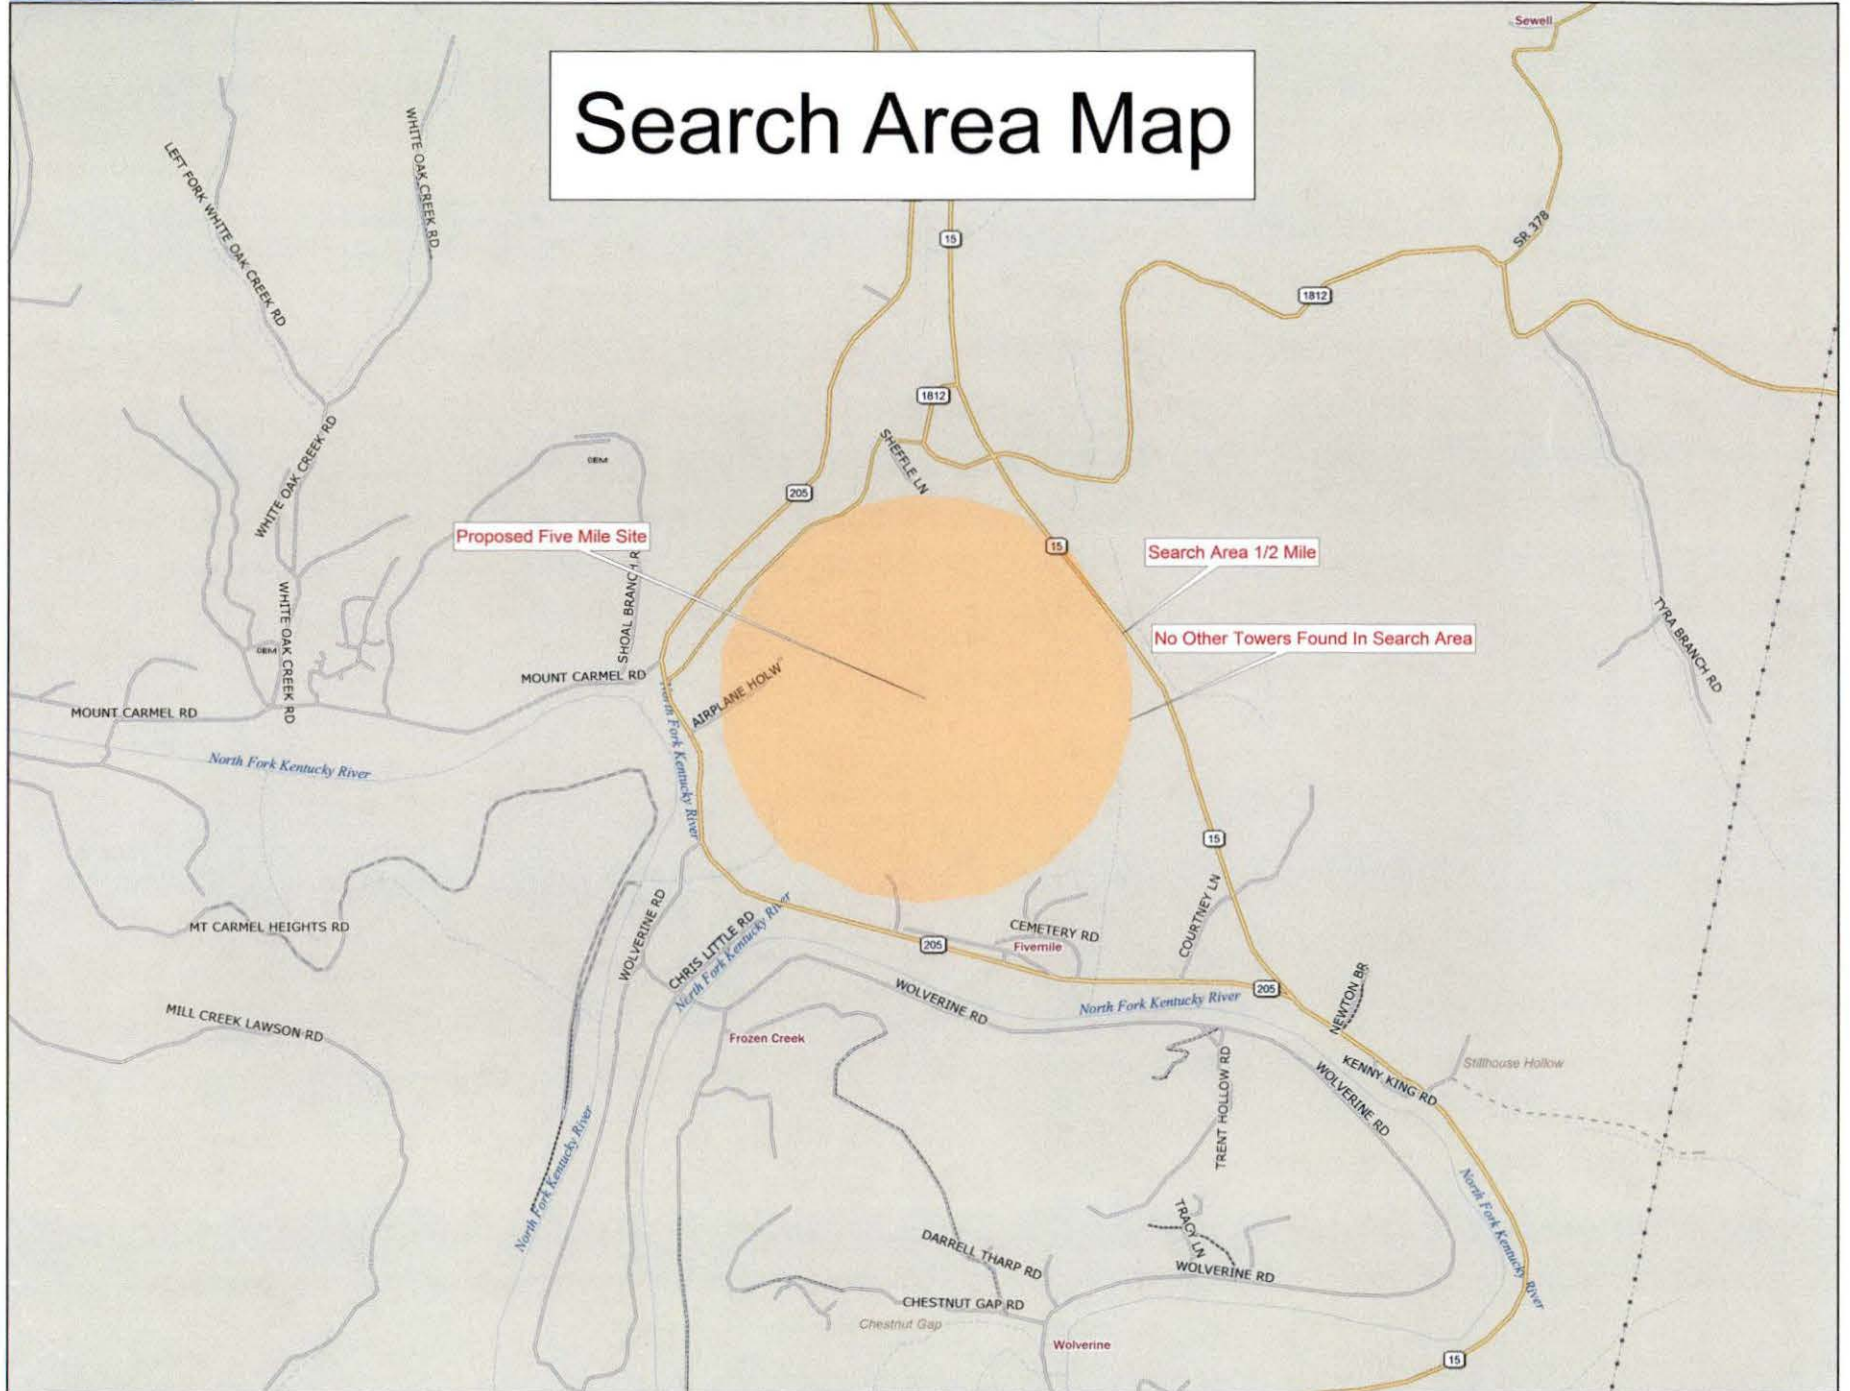 Sewell
Search Area Map
LEFT FORK WHITE OAK CREEK RD
WHITE OAK CREEK RD
SR 378
15
1812
1812
SHEFFLE LN
WHITE OAK CREEK RD
205
Proposed Five Mile Site
15
Search Area 1/2 Mile
SHOAL BRANCH R
WHITE OAK CREEK RD
No Other Towers Found In Search Area
TYRA BRANCH RD
MOUNT CARMEL RD
AIRPLANE HOLW
MOUNT CARMEL RD
North Fork Kentucky River
North Fork Kentucky River
15
COURTNEY LN
MT CARMEL HEIGHTS RD
WOLVERINE RD
CHRIS LITTLE RD
North Fork Kentucky River
CEMETERY RD
205
Fivemile
WOLVERINE RD
North Fork Kentucky River
205
NEWTON BR
MILL CREEK LAWSON RD
Frozen Creek
KENNY KING RD
Stillhouse Hollow
WOLVERINE RD
TRENT HOLLOW RD
North Fork Kentucky River
North Fork Kentucky River
TRACY LN
DARRELL THARP RD
WOLVERINE RD
CHESTNUT GAP RD
Chestnut Gap
Wolverine
15